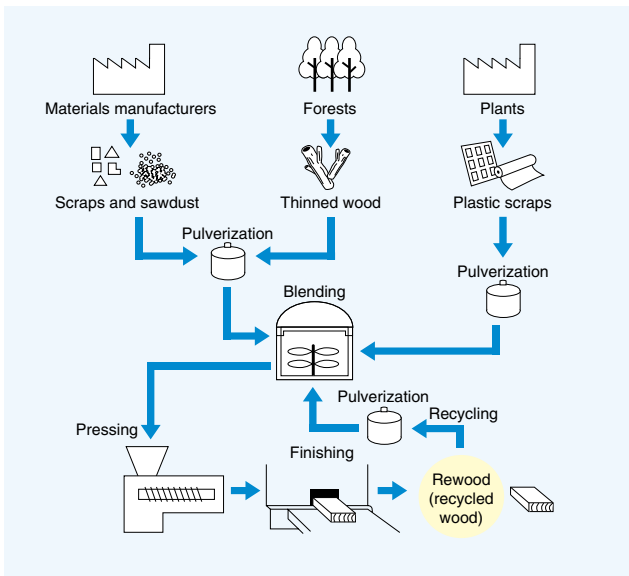 Materials manufacturers
Forests
Plants
Scraps and sawdust
Thinned wood
Plastic scraps
Pulverization
Pulverization
Blending
Pulverization
Recycling
Pressing
Finishing
Rewood
(recycled
wood)